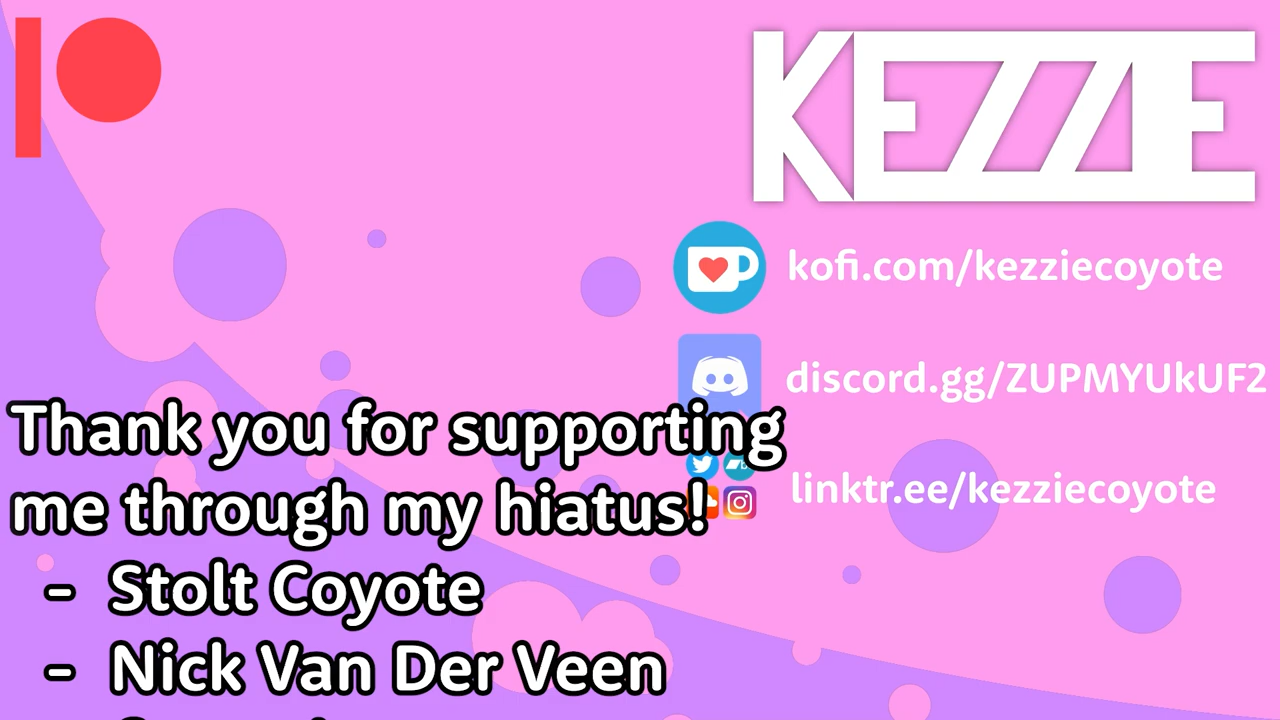 KEZZIE
kofi.com/kezziecoyote
discord.gg/ZUPMYUkUF2
linktr.ee/kezziecoyote
Thank you for supporting
me through my hiatus!
- Stolt Coyote
- Nick Van Der Veen